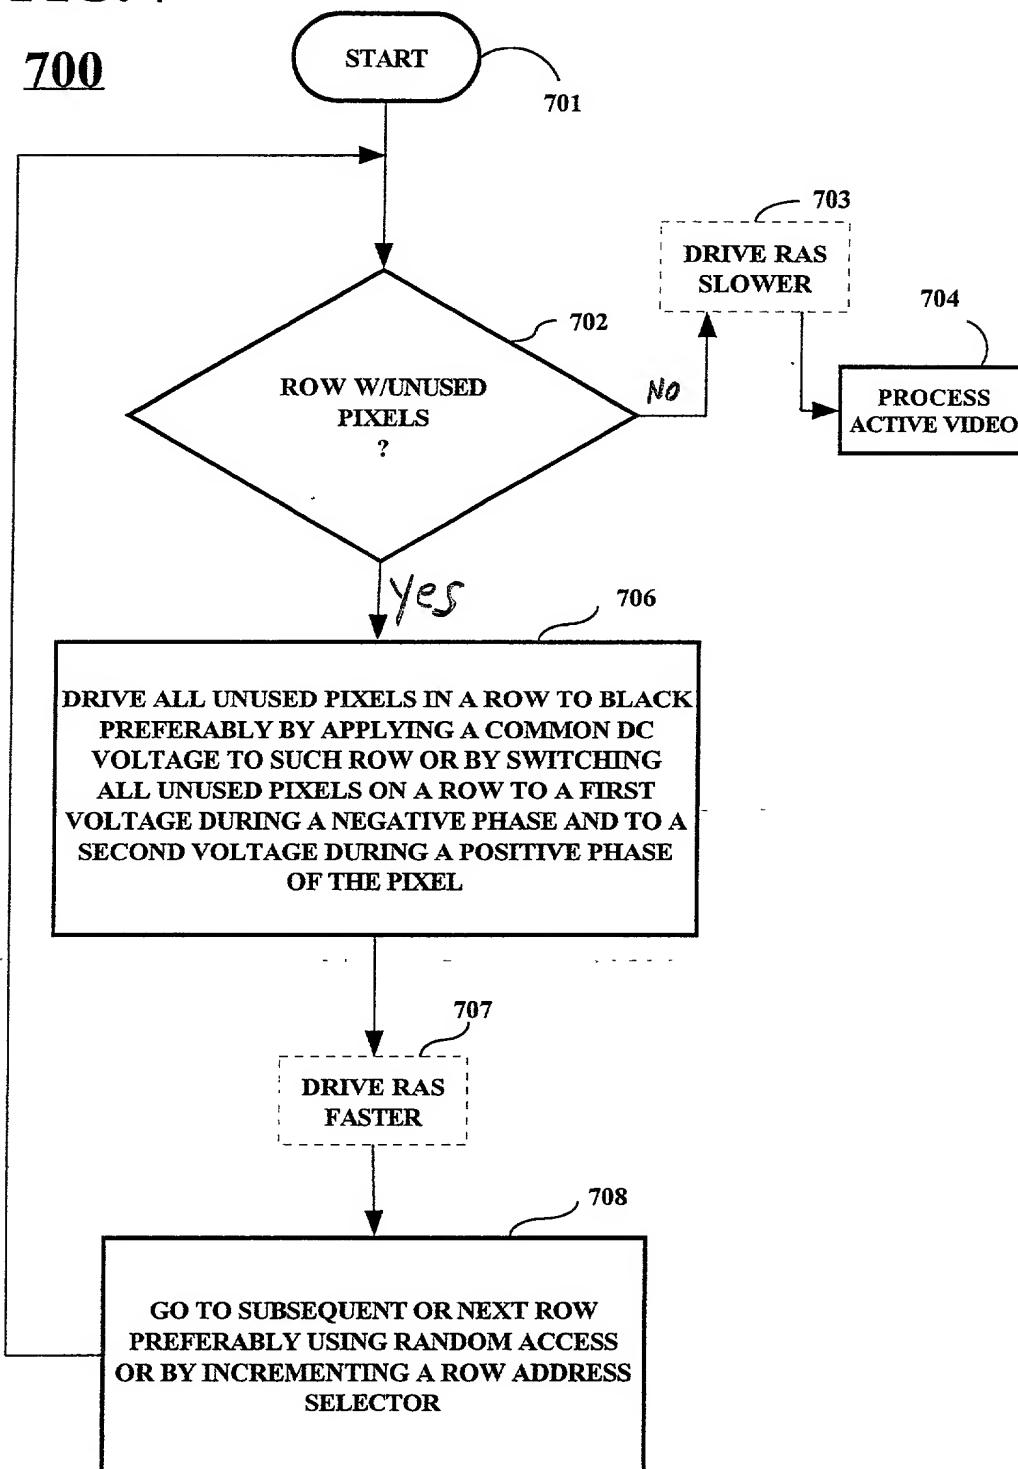 700
START
701
703
DRIVE RAS
SLOWER
704
702
ROW W/UNUSED
PIXELS
?
NO
PROCESS
ACTIVE VIDEO
Yes
706
DRIVE ALL UNUSED PIXELS IN A ROW TO BLACK
PREFERABLY BY APPLYING A COMMON DC
VOLTAGE TO SUCH ROW OR BY SWITCHING
ALL UNUSED PIXELS ON A ROW TO A FIRST
VOLTAGE DURING A NEGATIVE PHASE AND TO A
SECOND VOLTAGE DURING A POSITIVE PHASE
OF THE PIXEL
707
DRIVE RAS
FASTER
708
GO TO SUBSEQUENT OR NEXT ROW
PREFERABLY USING RANDOM ACCESS
OR BY INCREMENTING A ROW ADDRESS
SELECTOR